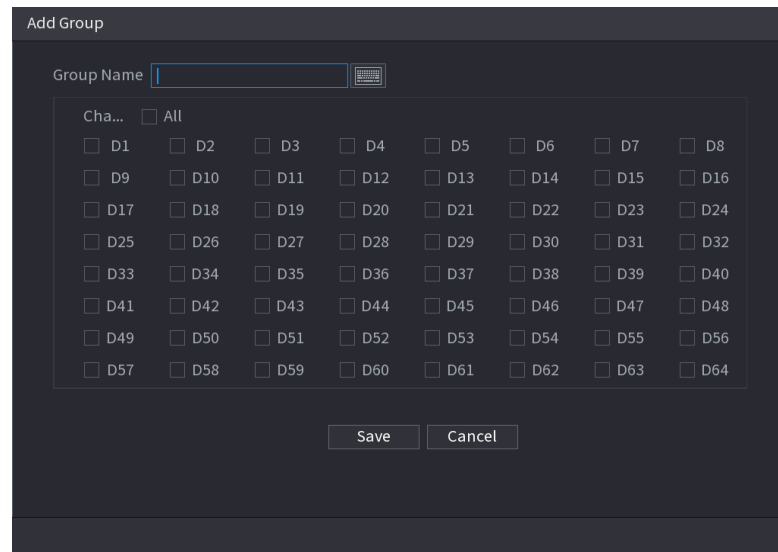 Add Group
Group Name
Cha... All
D1 D2 D3 D4 D5 D6 D7 D8
D9 D10 D11 D12 D13 D14 D15 D16
D17 D18 D19 D20 D21 D22 D23 D24
D25 D26 D27 D28 D29 D30 D31 D32
D33 D34 D35 D36 D37 D38 D39 D40
D41 D42 D43 D44 D45 D46 D47 D48
D49 D50 D51 D52 D53 D54 D55 D56
D57 D58 D59 D60 D61 D62 D63 D64
Save Cancel